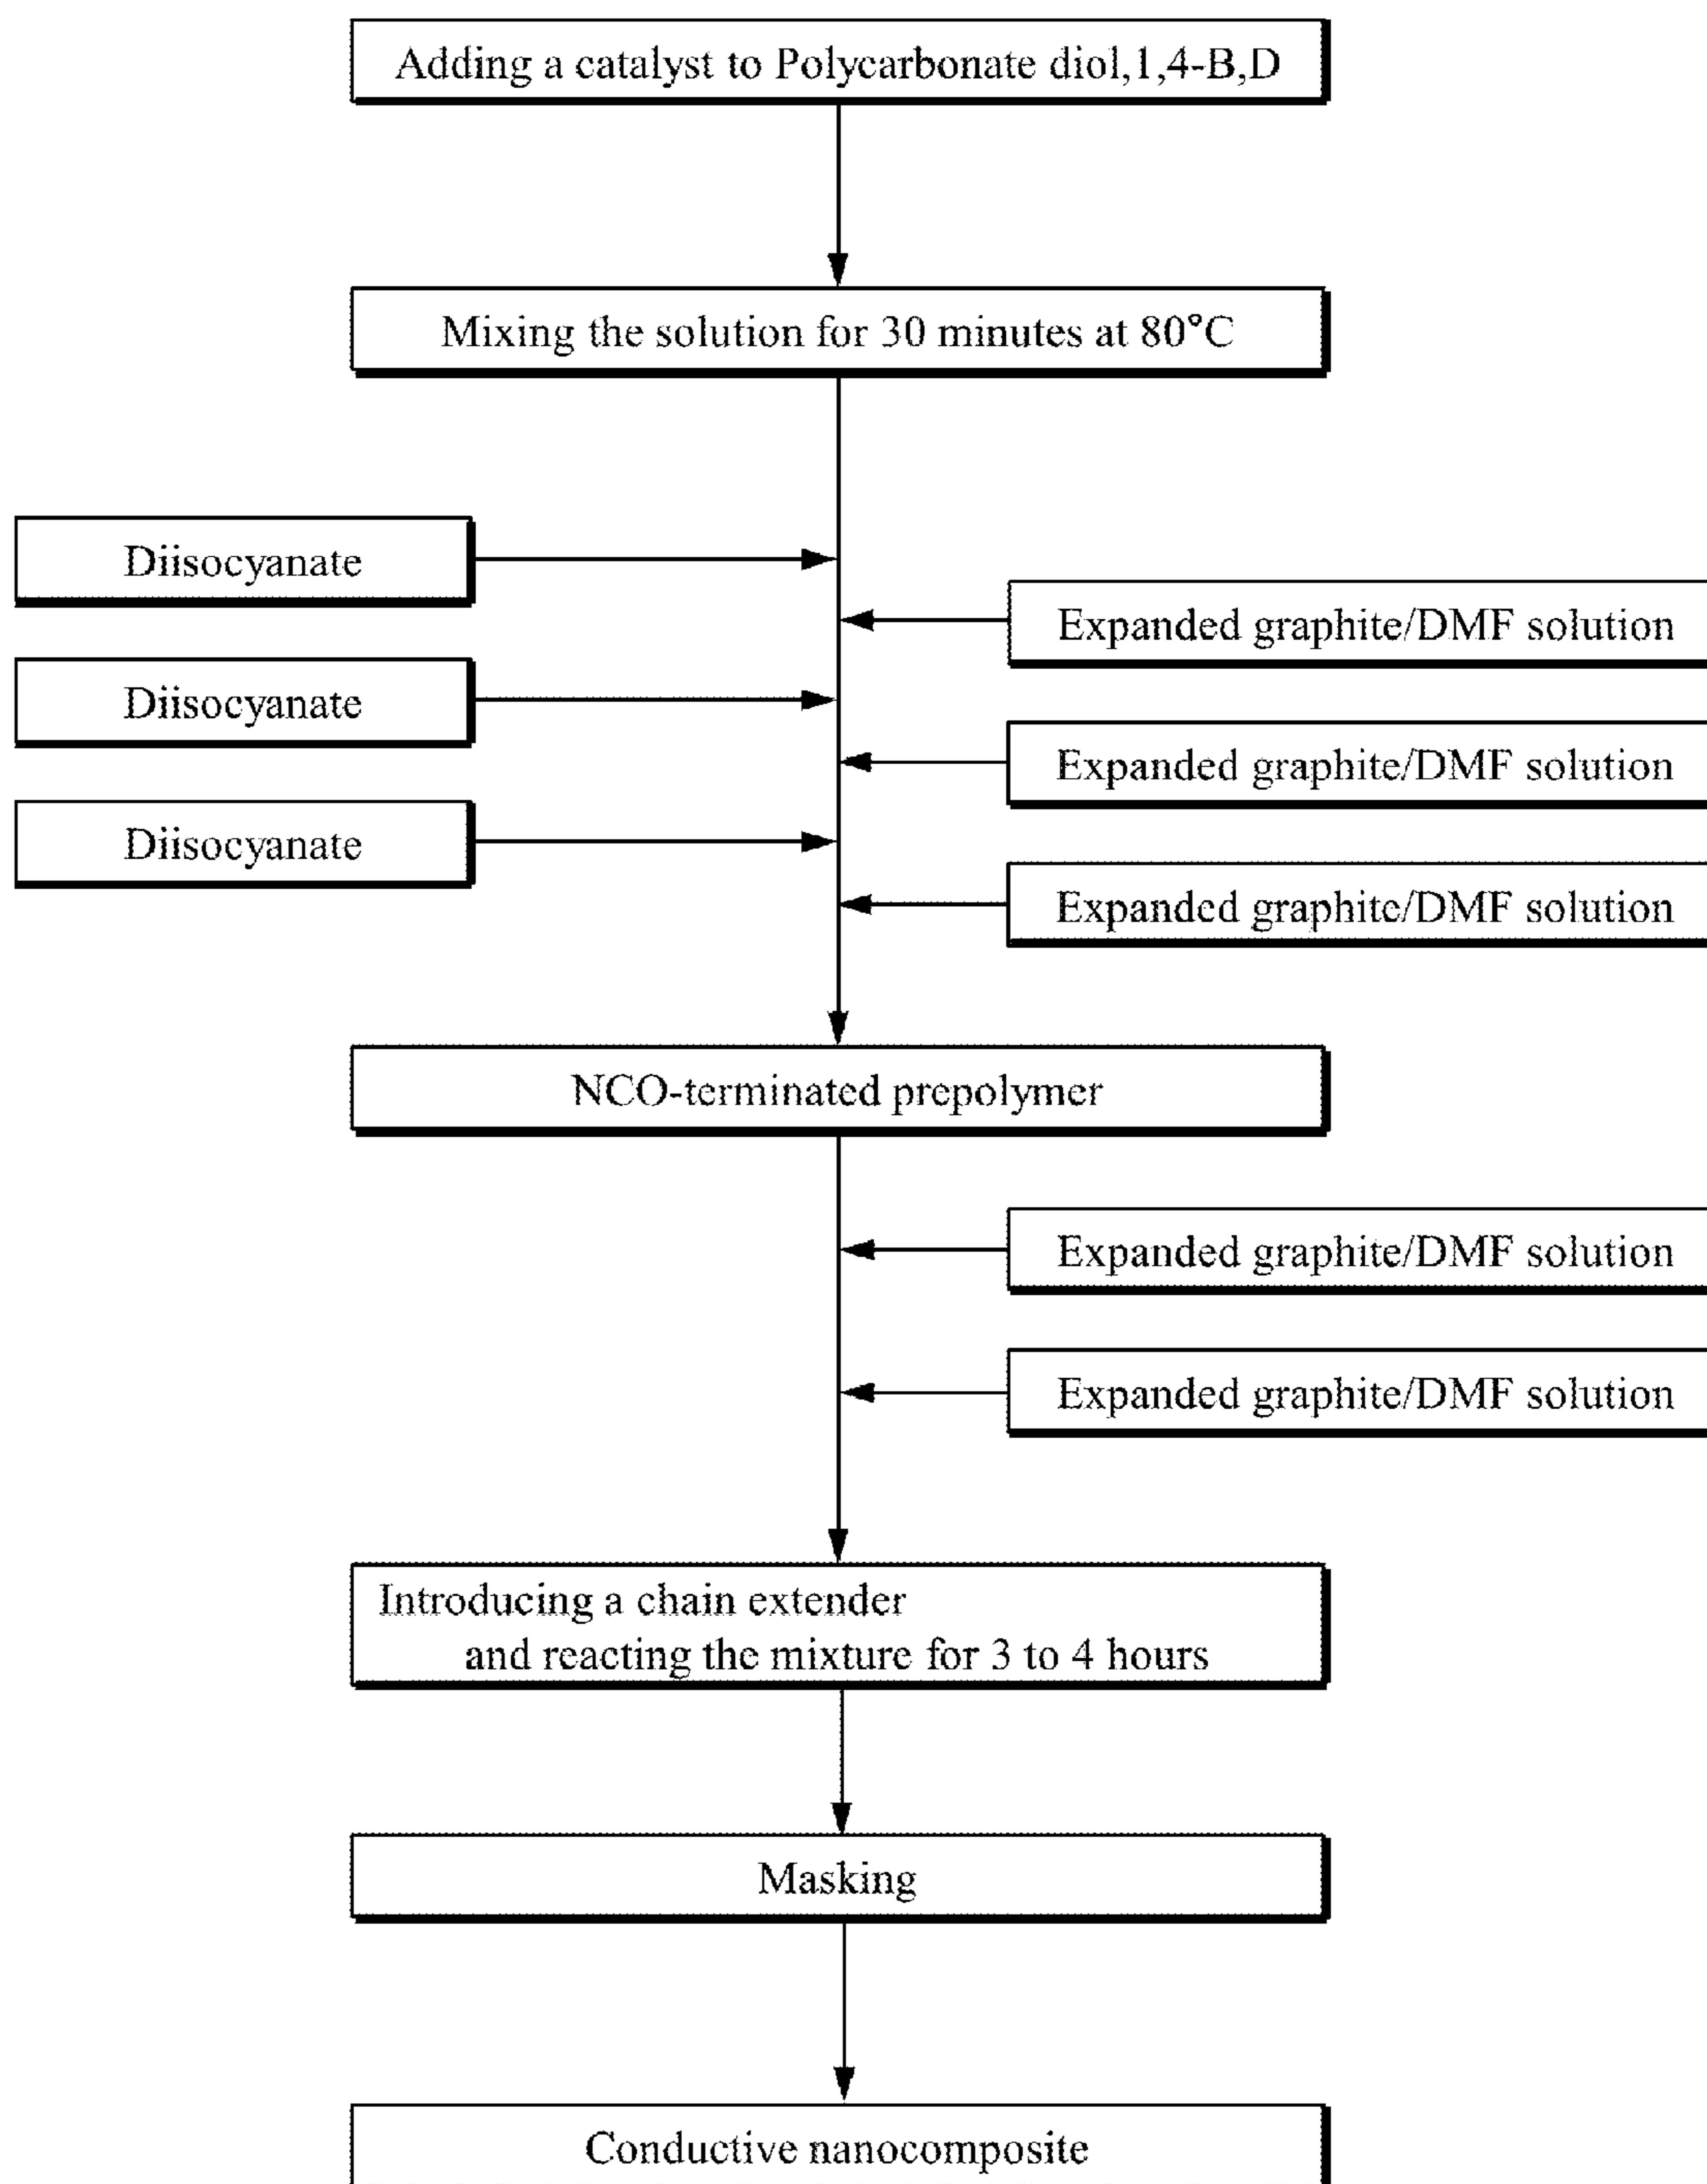 Adding a catalyst to Polycarbonate diol,1,4-B,D
Mixing the solution for 30 minutes at 80°C
Diisocyanate
Expanded graphite/DMF solution
Diisocyanate
Expanded graphite/DMF solution
Diisocyanate
Expanded graphite/DMF solution
NCO-terminated prepolymer
Expanded graphite/DMF solution
Expanded graphite/DMF solution
Introducing a chain extender
and reacting the mixture for 3 to 4 hours
Masking
Conductive nanocomposite